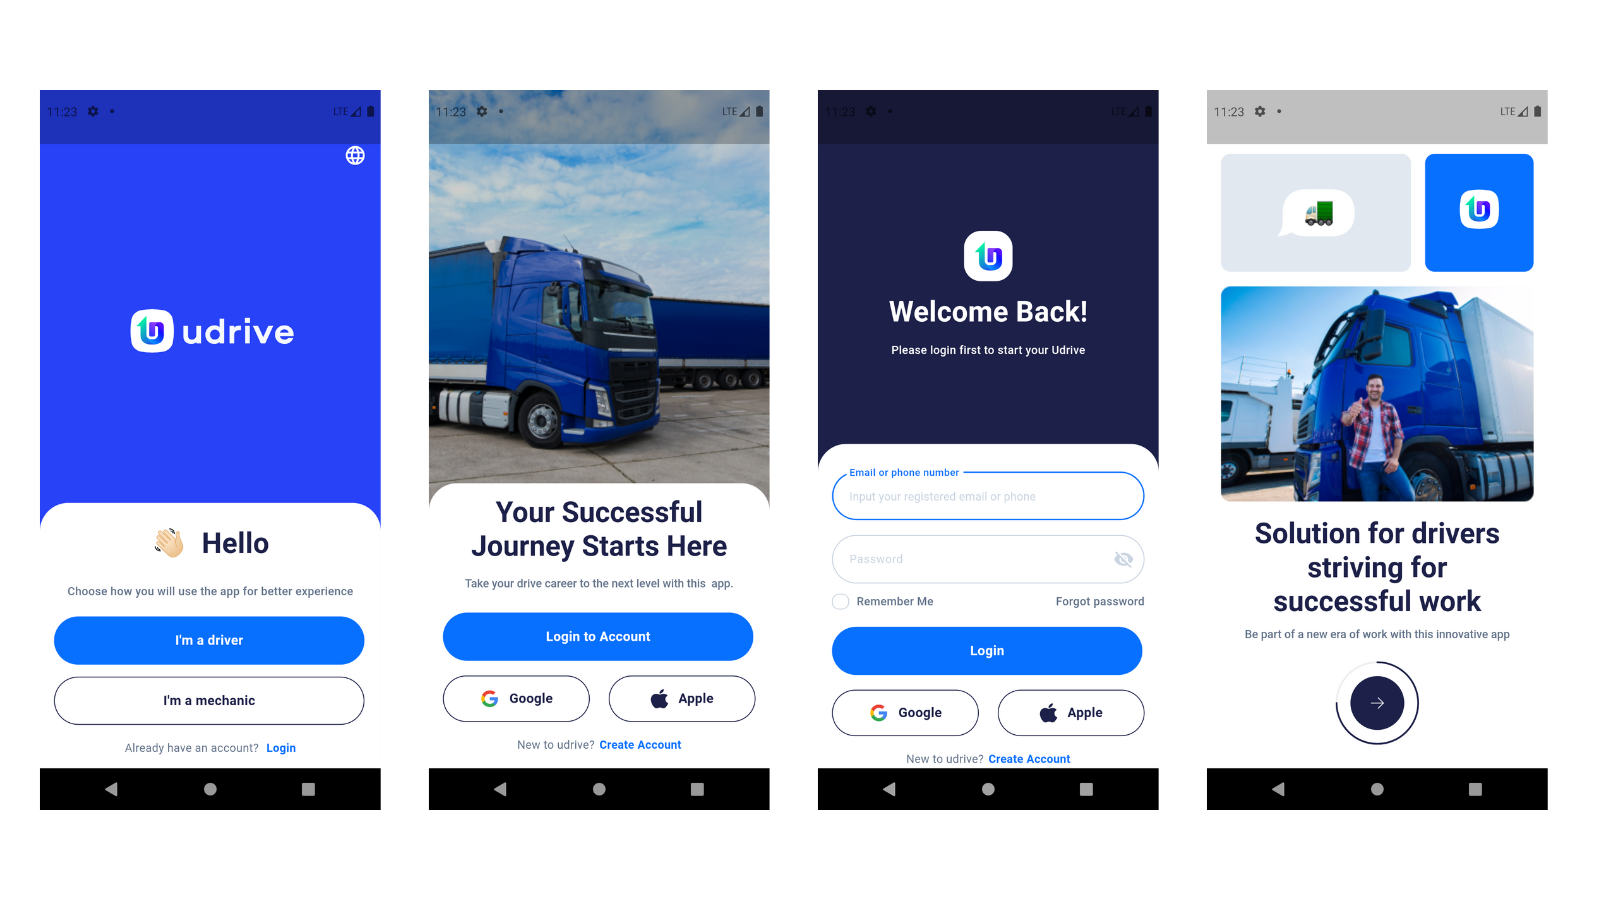 11:23
LTE
udrive
Hello
Choose how you will use the app for better experience
I'm a driver
I'm a mechanic
Already have an account? Login
11:23
LTE
Your Successful
Journey Starts Here
Take your drive career to the next level with this app.
Login to Account
Google
Apple
New to udrive? Create Account
11:23
LTE
Welcome Back!
Please login first to start your Udrive
Email or phone number
Input your registered email or phone
Password
Remember Me
Forgot password
Login
Google
Apple
New to udrive? Create Account
11:23
LTE
Solution for drivers
striving for
successful work
Be part of a new era of work with this innovative app